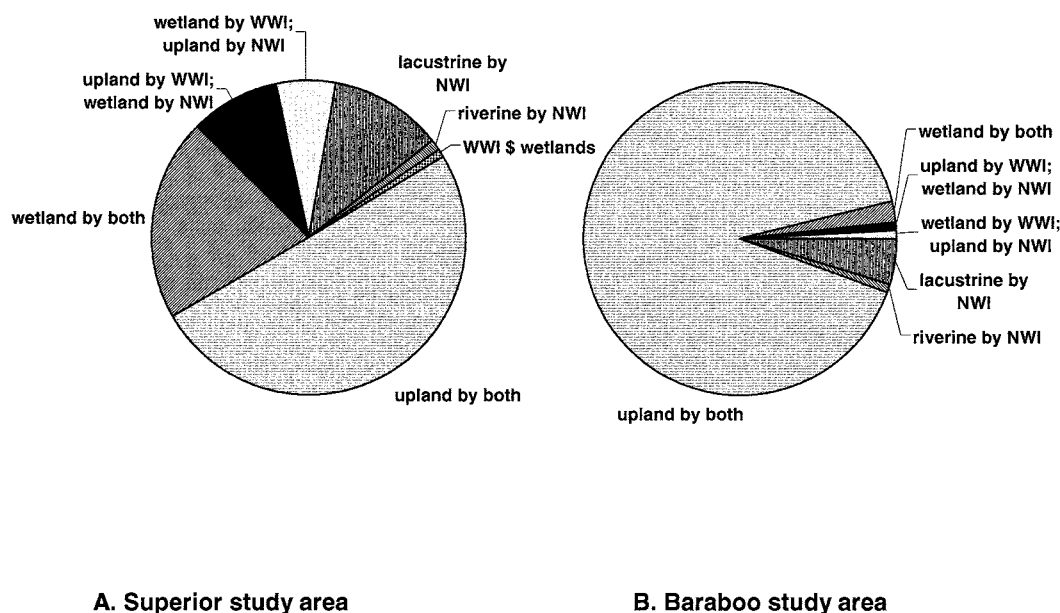 wetland by WWI;
upland by NWI
upland by WWI;
wetland by NWI
lacustrine by
NWI
riverine by NWI
WWI $ wetlands
wetland by both
upland by both
A. Superior study area
wetland by both
upland by WWI;
wetland by NWI
wetland by WWI;
upland by NWI
lacustrine by
NWI
riverine by NWI
upland by both
B. Baraboo study area